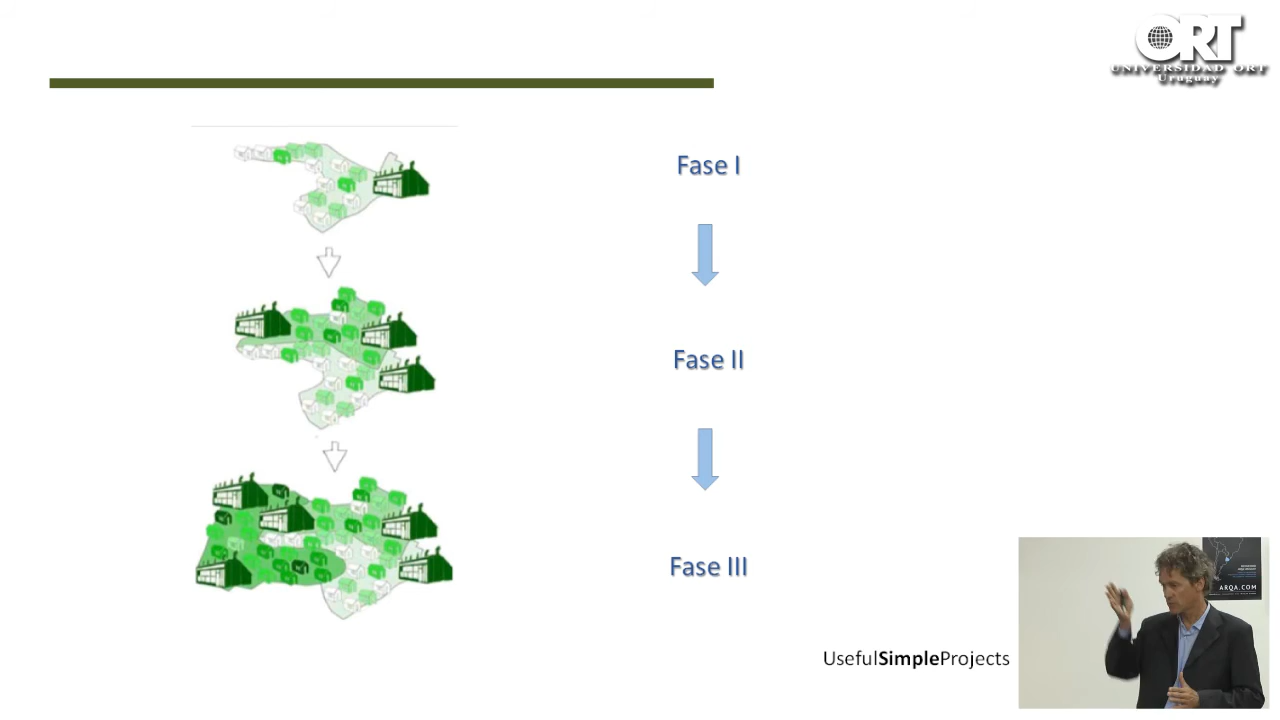 ORT
UNIVERSIDAD ORT
Uruguay
Fase I
Fase II
Fase III
UsefulSimpleProjects
ARQA.COM